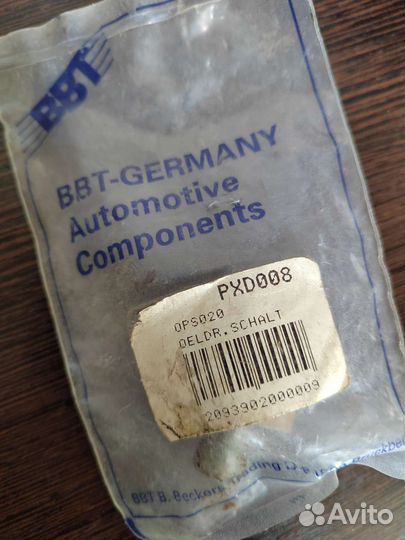 BBT
BBT-GERMANY
Automotive
Components
PXD008
OPS020
OELDR.SCHALT
2093902000009
BBT B. Beckers Trading
Avito